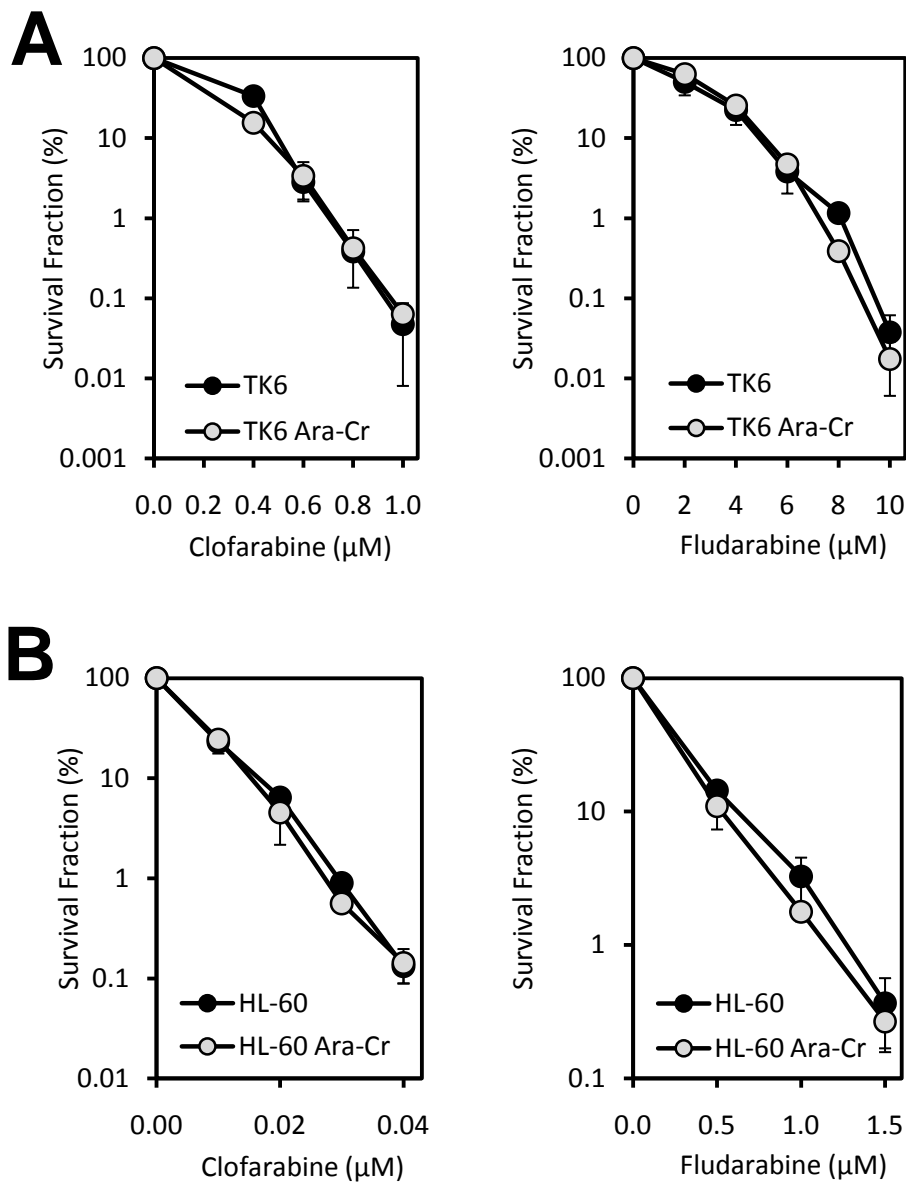 A
100
10
1
0.1
0.01
0.001
Survival Fraction (%)
TK6
TK6 Ara-Cr
0.0 0.2 0.4 0.6 0.8 1.0
Clofarabine (µM)
100
10
1
0.1
0.01
0.001
Survival Fraction (%)
TK6
TK6 Ara-Cr
0 2 4 6 8 10
Fludarabine (µM)
B
100
10
1
0.1
0.01
Survival Fraction (%)
HL-60
HL-60 Ara-Cr
0.00 0.02 0.04
Clofarabine (µM)
100
10
1
0.1
Survival Fraction (%)
HL-60
HL-60 Ara-Cr
0.0 0.5 1.0 1.5
Fludarabine (µM)